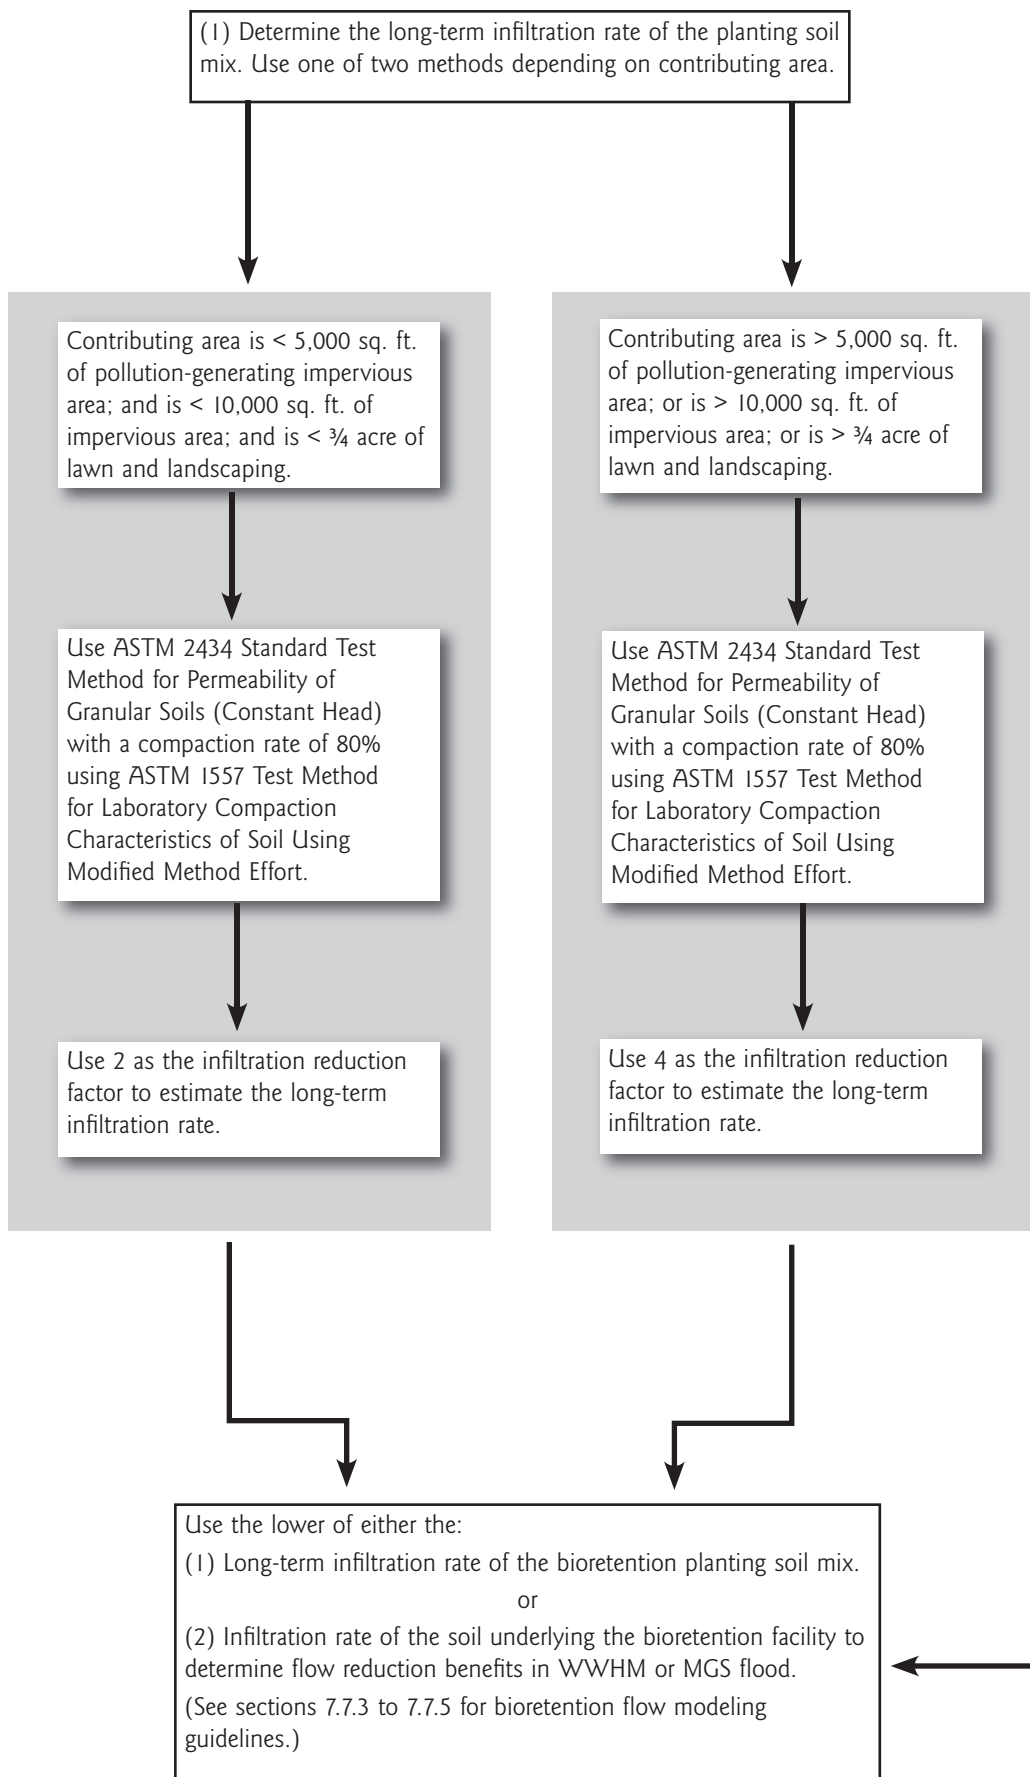 (1) Determine the long-term infiltration rate of the planting soil
mix. Use one of two methods depending on contributing area.
Contributing area is < 5,000 sq. ft.
of pollution-generating impervious
area; and is < 10,000 sq. ft. of
impervious area; and is < ¾ acre of
lawn and landscaping.
Use ASTM 2434 Standard Test
Method for Permeability of
Granular Soils (Constant Head)
with a compaction rate of 80%
using ASTM 1557 Test Method
for Laboratory Compaction
Characteristics of Soil Using
Modified Method Effort.
Use 2 as the infiltration reduction
factor to estimate the long-term
infiltration rate.
Contributing area is > 5,000 sq. ft.
of pollution-generating impervious
area; or is > 10,000 sq. ft. of
impervious area; or is > ¾ acre of
lawn and landscaping.
Use ASTM 2434 Standard Test
Method for Permeability of
Granular Soils (Constant Head)
with a compaction rate of 80%
using ASTM 1557 Test Method
for Laboratory Compaction
Characteristics of Soil Using
Modified Method Effort.
Use 4 as the infiltration reduction
factor to estimate the long-term
infiltration rate.
Use the lower of either the:
(1) Long-term infiltration rate of the bioretention planting soil mix.
or
(2) Infiltration rate of the soil underlying the bioretention facility to
determine flow reduction benefits in WWHM or MGS flood.
(See sections 7.7.3 to 7.7.5 for bioretention flow modeling
guidelines.)